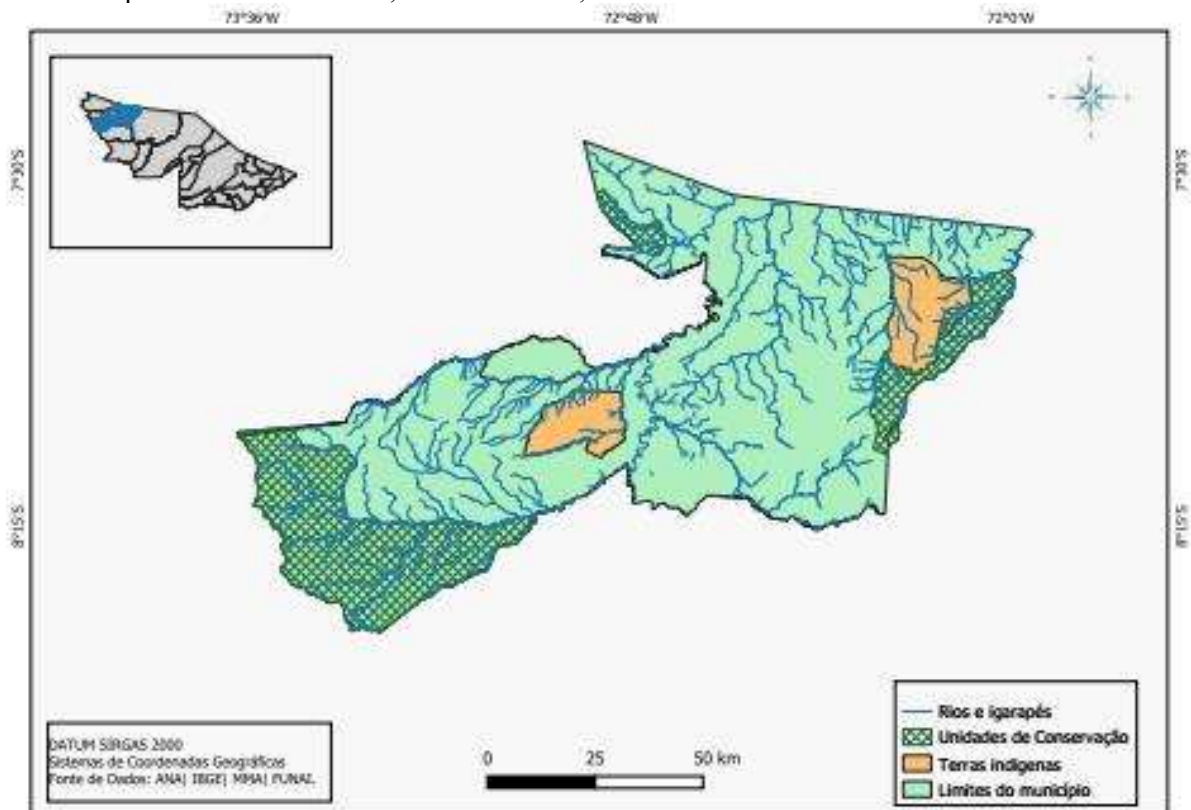 73°36'W 72°48'W 72°0'W
7°30'S 7°30'S
8°15'S 8°15'S
DATUM SIRGAS 2000
Sistemas de Coordenadas Geográficas
Fonte de Dados: ANA| IBGE| MMA| FUNAI.
0 25 50 km
Rios e igarapés
Unidades de Conservação
Terras indígenas
Limites do município